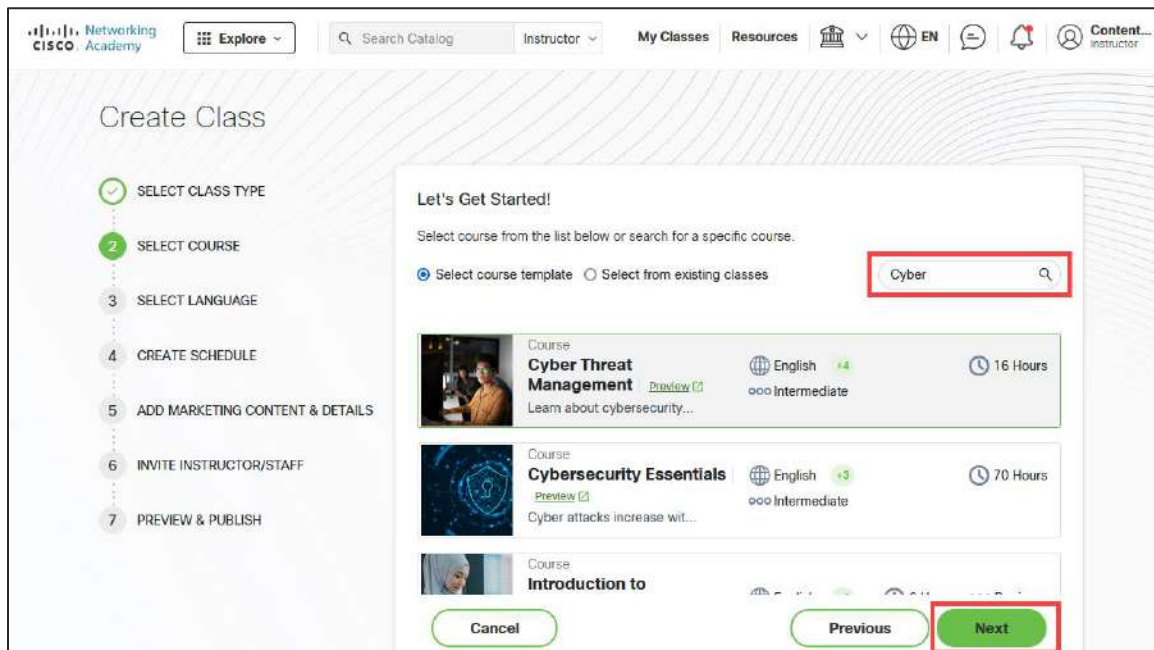 Networking
CISCO Academy
Explore
Search Catalog
Instructor
My Classes
Resources
EN
Content...
Instructor
Create Class
SELECT CLASS TYPE
2 SELECT COURSE
3 SELECT LANGUAGE
4 CREATE SCHEDULE
5 ADD MARKETING CONTENT & DETAILS
6 INVITE INSTRUCTOR/STAFF
7 PREVIEW & PUBLISH
Let's Get Started!
Select course from the list below or search for a specific course.
Select course template
Select from existing classes
Cyber
Course
Cyber Threat
Management Preview
Learn about cybersecurity...
English +4
Intermediate
16 Hours
Course
Cybersecurity Essentials
Preview
Cyber attacks increase wit...
English +3
Intermediate
70 Hours
Course
Introduction to
Cancel
Previous
Next